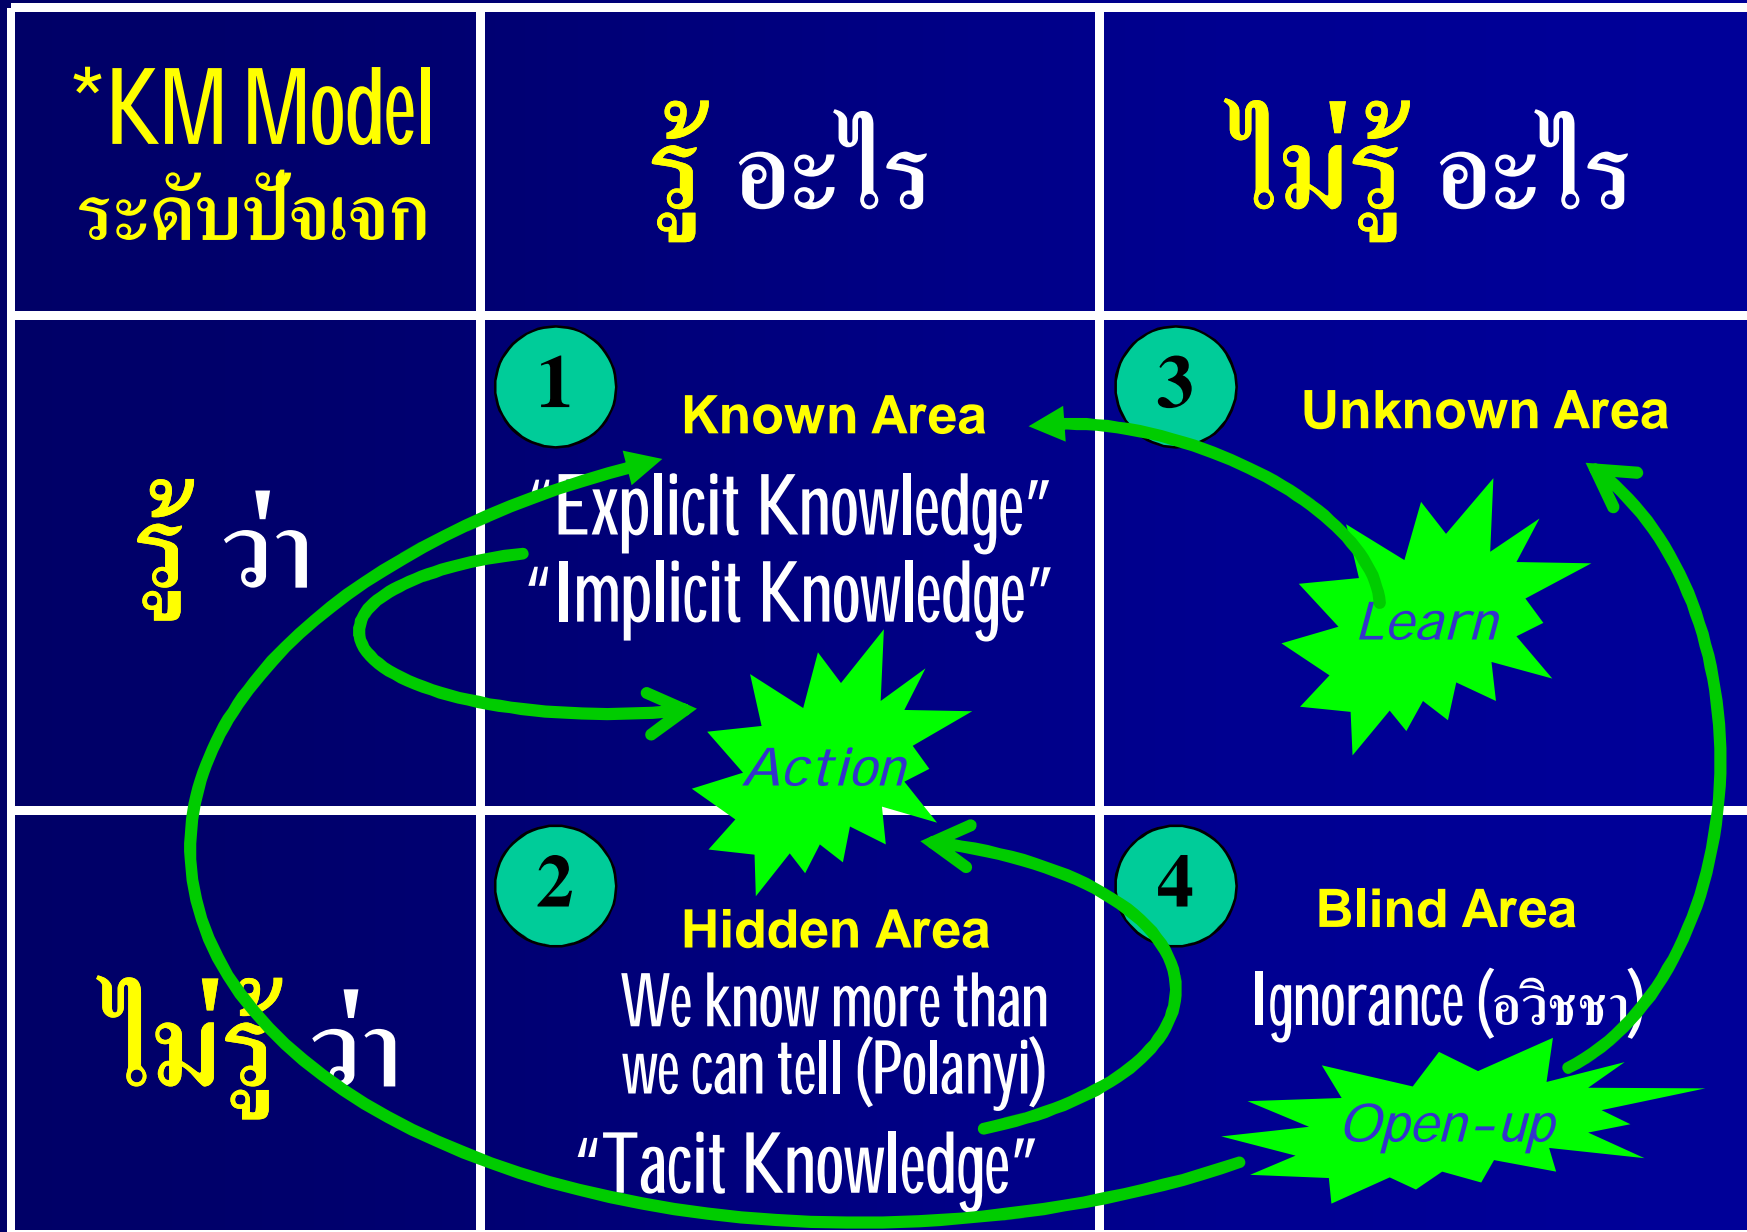 *KM Model
ระดับปัจเจก
รู้ อะไร
ไม่รู้ อะไร
รู้ ว่า
1
Known Area
“Explicit Knowledge”
“Implicit Knowledge”
Action
3
Unknown Area
Learn
ไม่รู้ ว่า
2
Hidden Area
We know more than
we can tell (Polanyi)
“Tacit Knowledge”
4
Blind Area
Ignorance (อวิชชา)
Open-up